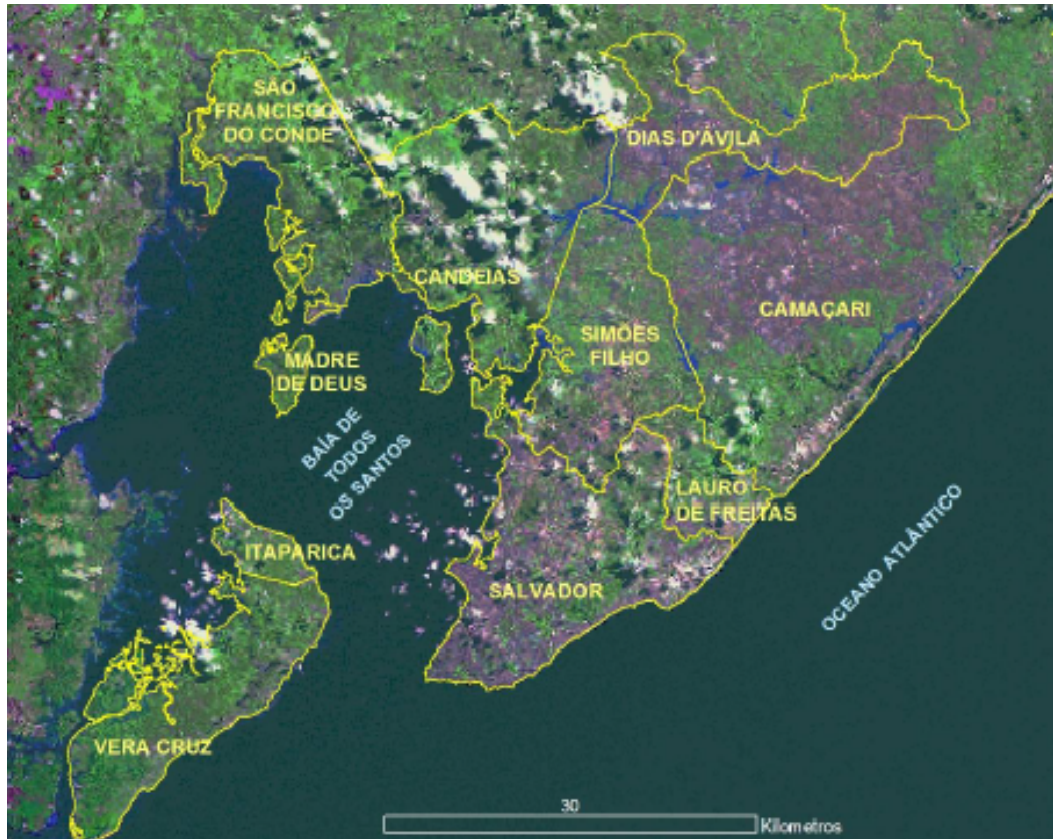 SÃO
FRANCISCO
DO CONDE
DIAS D'ÁVILA
CANDEIAS
CAMAÇARI
SIMÕES
FILHO
MADRE
DE DEUS
BAÍA DE
TODOS
OS SANTOS
LAURO
DE FREITAS
ITAPARICA
SALVADOR
OCEANO ATLÂNTICO
VERA CRUZ
30
Kilometros